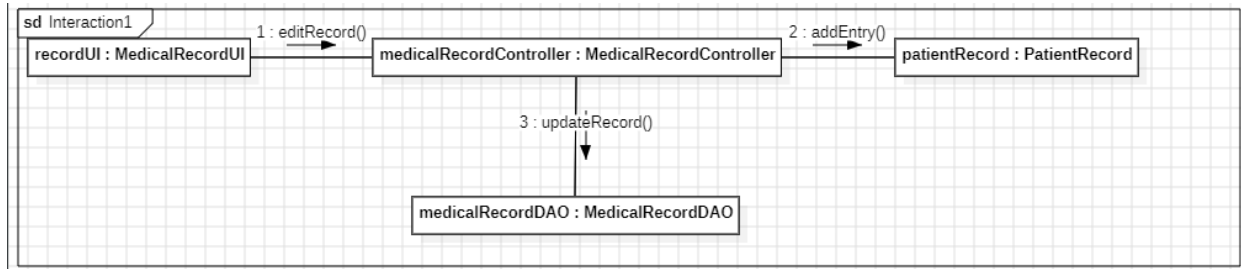 sd Interaction1
1 : editRecord()
2 : addEntry()
recordUI : MedicalRecordUI
medicalRecordController : MedicalRecordController
patientRecord : PatientRecord
3 : updateRecord()
medicalRecordDAO : MedicalRecordDAO